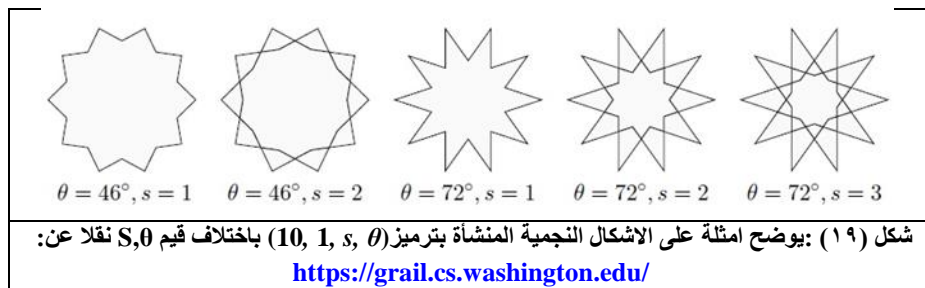 θ = 46°, s = 1 θ = 46°, s = 2 θ = 72°, s = 1 θ = 72°, s = 2 θ = 72°, s = 3
شكل (١٩) :يوضح امثلة على الاشكال النجمية المنشأة بترميز(10, 1, s, θ) باختلاف قيم S,θ نقلا عن:
https://grail.cs.washington.edu/